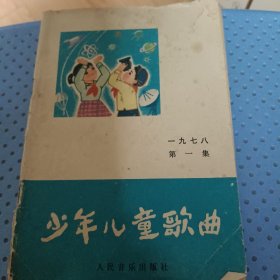 一九七八
第一集
少年儿童歌曲
人民音乐出版社